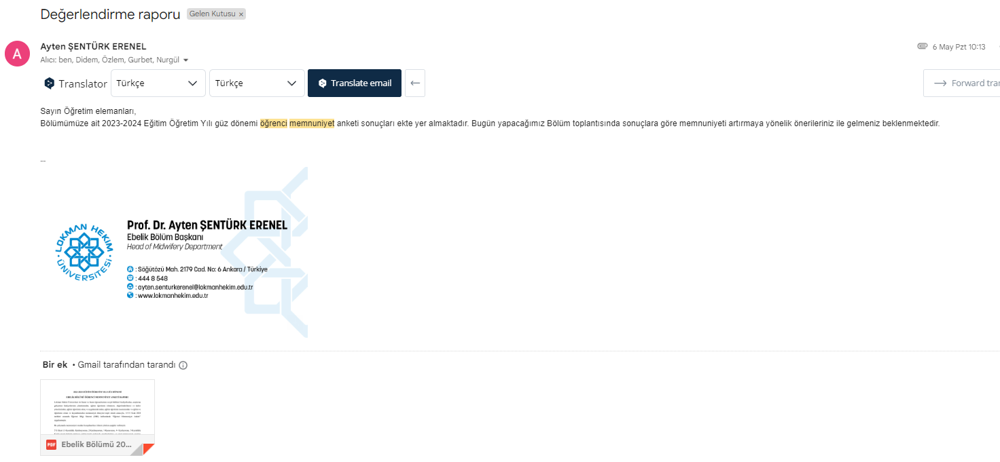 Değerlendirme raporu Gelen Kutusu ×
A
Ayten ŞENTÜRK ERENEL
6 May Pzt 10:13
Alıcı: ben, Didem, Özlem, Gurbet, Nurgül
Translator Türkçe Türkçe Translate email ← → Forward tran
Sayın Öğretim elemanları,
Bölümümüze ait 2023-2024 Eğitim Öğretim Yılı güz dönemi öğrenci memnuniyet anketi sonuçları ekte yer almaktadır. Bugün yapacağımız Bölüm toplantısında sonuçlara göre memnuniyeti artırmaya yönelik önerileriniz ile gelmeniz beklenmektedir.
--
LOKMAN HEKİM ÜNİVERSİTESİ
Prof. Dr. Ayten ŞENTÜRK ERENEL
Ebelik Bölüm Başkanı
Head of Midwifery Department
: Söğütözü Mah. 2179 Cad. No: 6 Ankara / Türkiye
: 444 8 548
: ayten.senturkerenel@lokmanhekim.edu.tr
: www.lokmanhekim.edu.tr
Bir ek • Gmail tarafından tarandı
PDF Ebelik Bölümü 20...